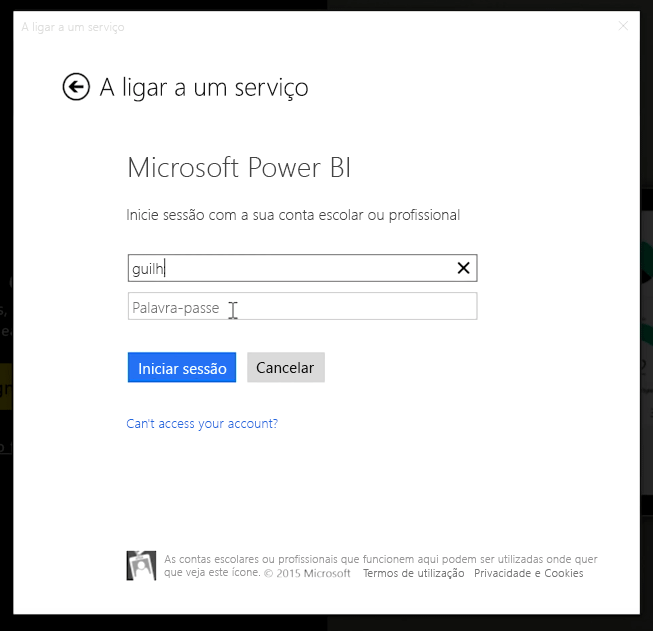 A ligar a um serviço
A ligar a um serviço
Microsoft Power BI
Inicie sessão com a sua conta escolar ou profissional
guilh
Palavra-passe
Iniciar sessão Cancelar
Can't access your account?
As contas escolares ou profissionais que funcionem aqui podem ser utilizadas onde quer
que veja este ícone. © 2015 Microsoft Termos de utilização Privacidade e Cookies